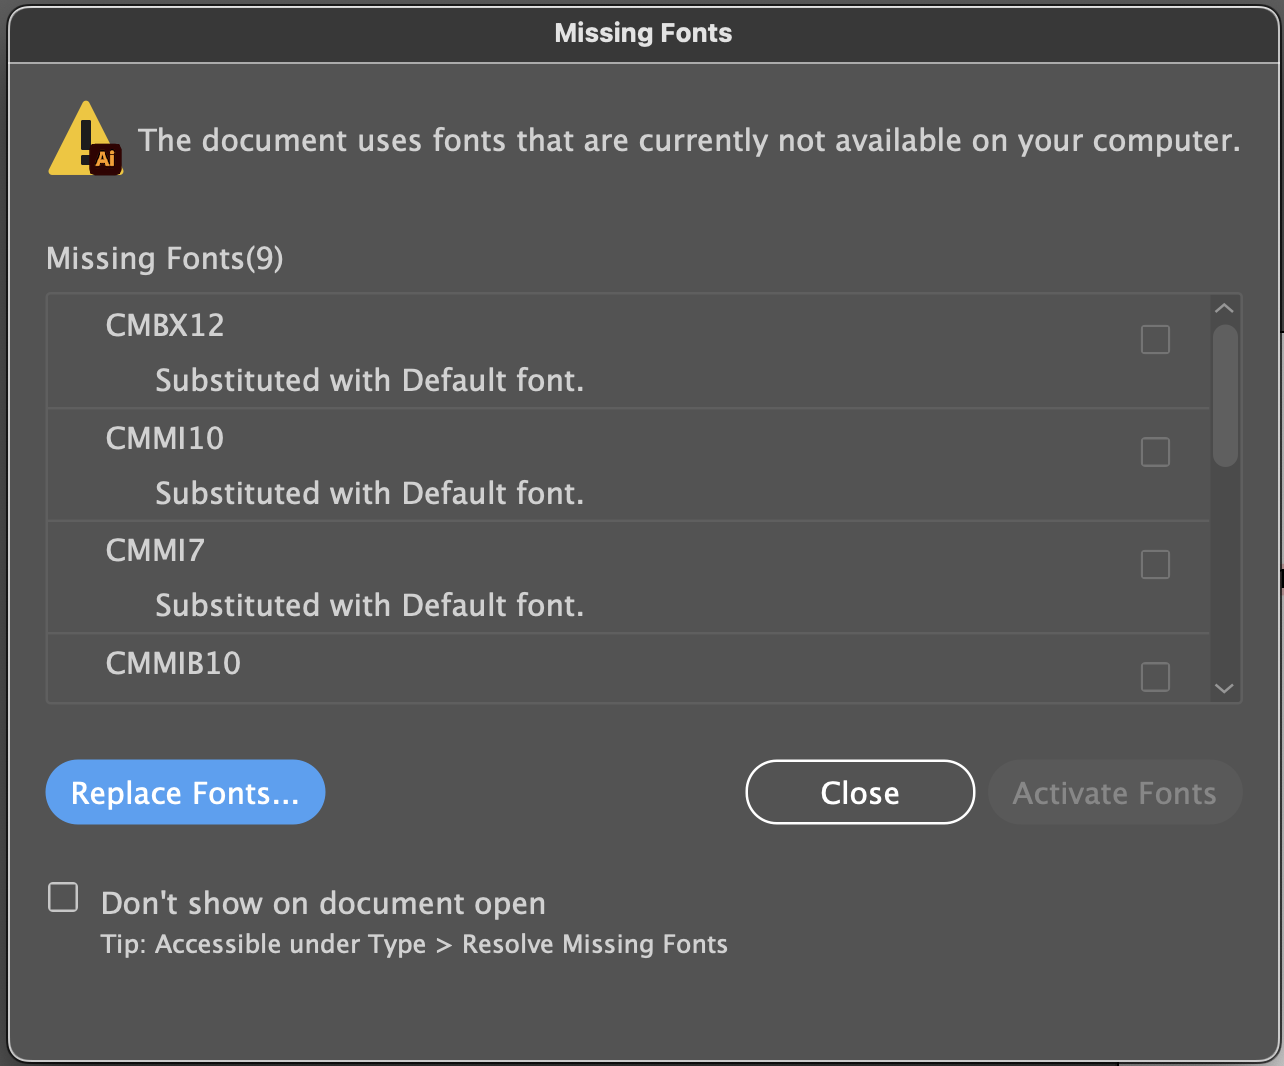 Missing Fonts
Ai
The document uses fonts that are currently not available on your computer.
Missing Fonts(9)
CMBX12
Substituted with Default font.
CMMI10
Substituted with Default font.
CMMI7
Substituted with Default font.
CMMIB10
Replace Fonts...
Close
Activate Fonts
Don't show on document open
Tip: Accessible under Type > Resolve Missing Fonts